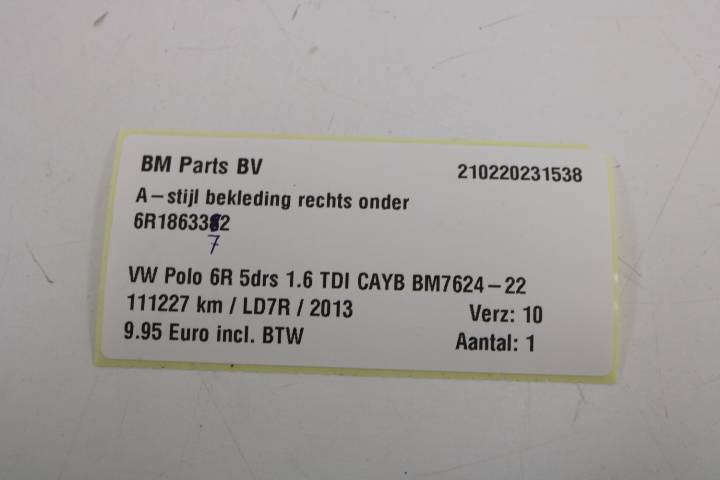 BM Parts BV 210220231538
A-stijl bekleding rechts onder
6R1863382
7
VW Polo 6R 5drs 1.6 TDI CAYB BM7624-22
111227 km / LD7R / 2013 Verz: 10
9.95 Euro incl. BTW Aantal: 1